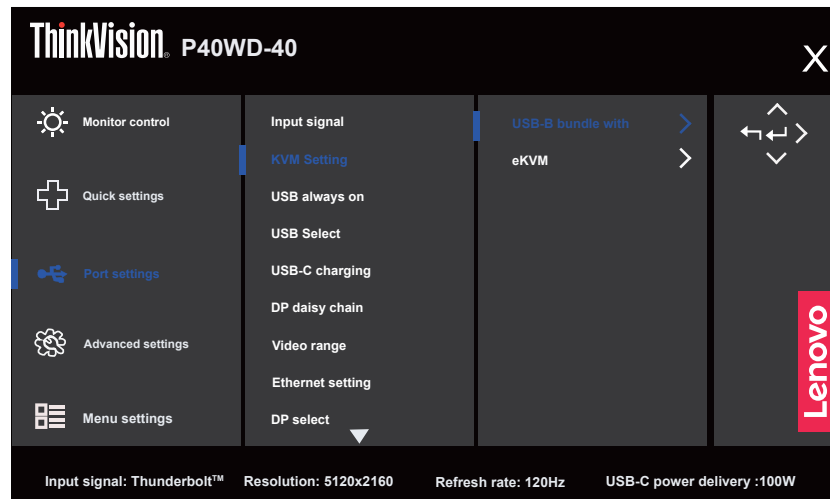 ThinkVision® P40WD-40
X
Monitor control
Quick settings
Port settings
Advanced settings
Menu settings
Input signal
KVM Setting
USB always on
USB Select
USB-C charging
DP daisy chain
Video range
Ethernet setting
DP select
USB-B bundle with
eKVM
Lenovo
Input signal: Thunderbolt™ Resolution: 5120x2160 Refresh rate: 120Hz USB-C power delivery :100W